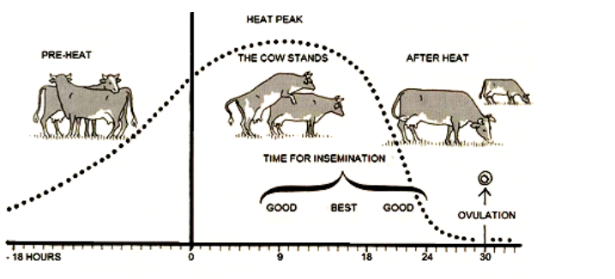 HEAT PEAK
PRE-HEAT
THE COW STANDS
AFTER HEAT
TIME FOR INSEMINATION
GOOD BEST GOOD
OVULATION
- 18 HOURS 0 9 18 24 30